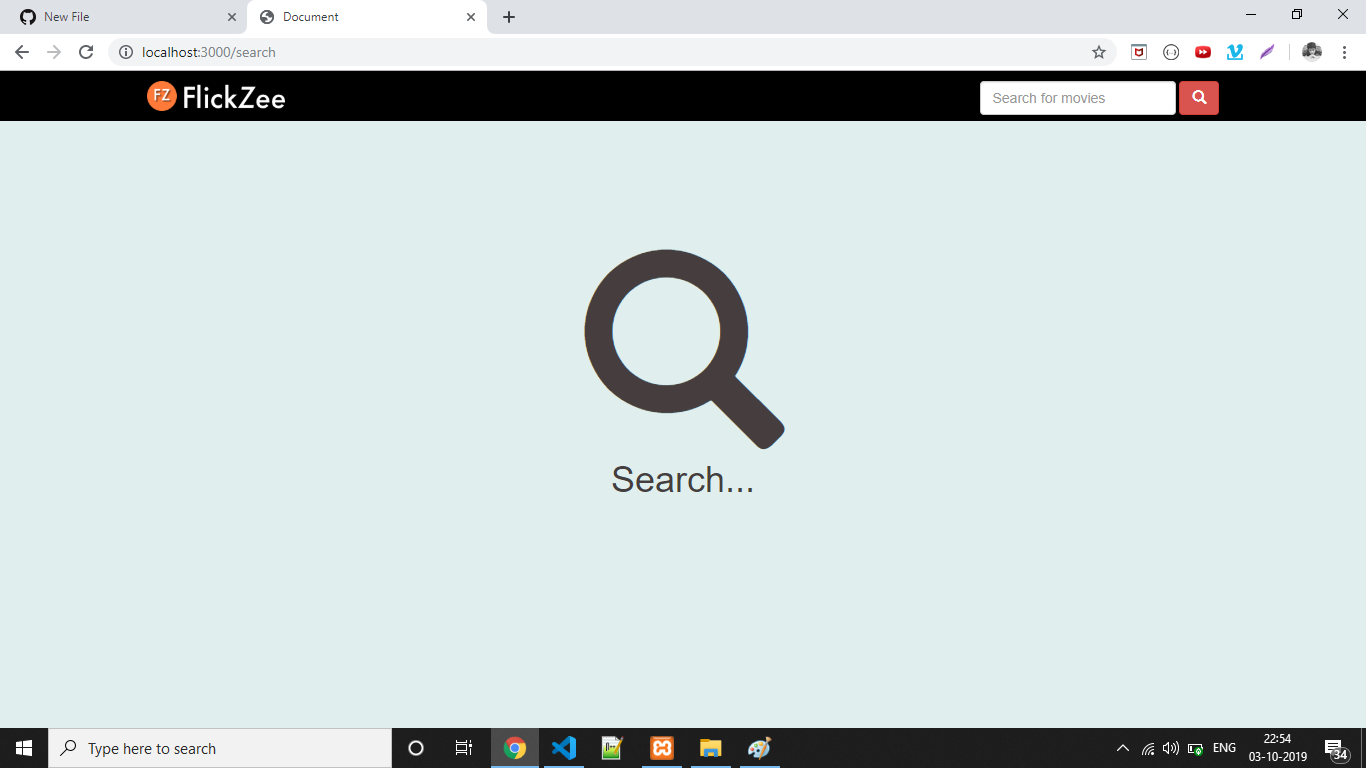 New File
Document
localhost:3000/search
FZ FlickZee
Search for movies
Search...
Type here to search
ENG
22:54
03-10-2019
34